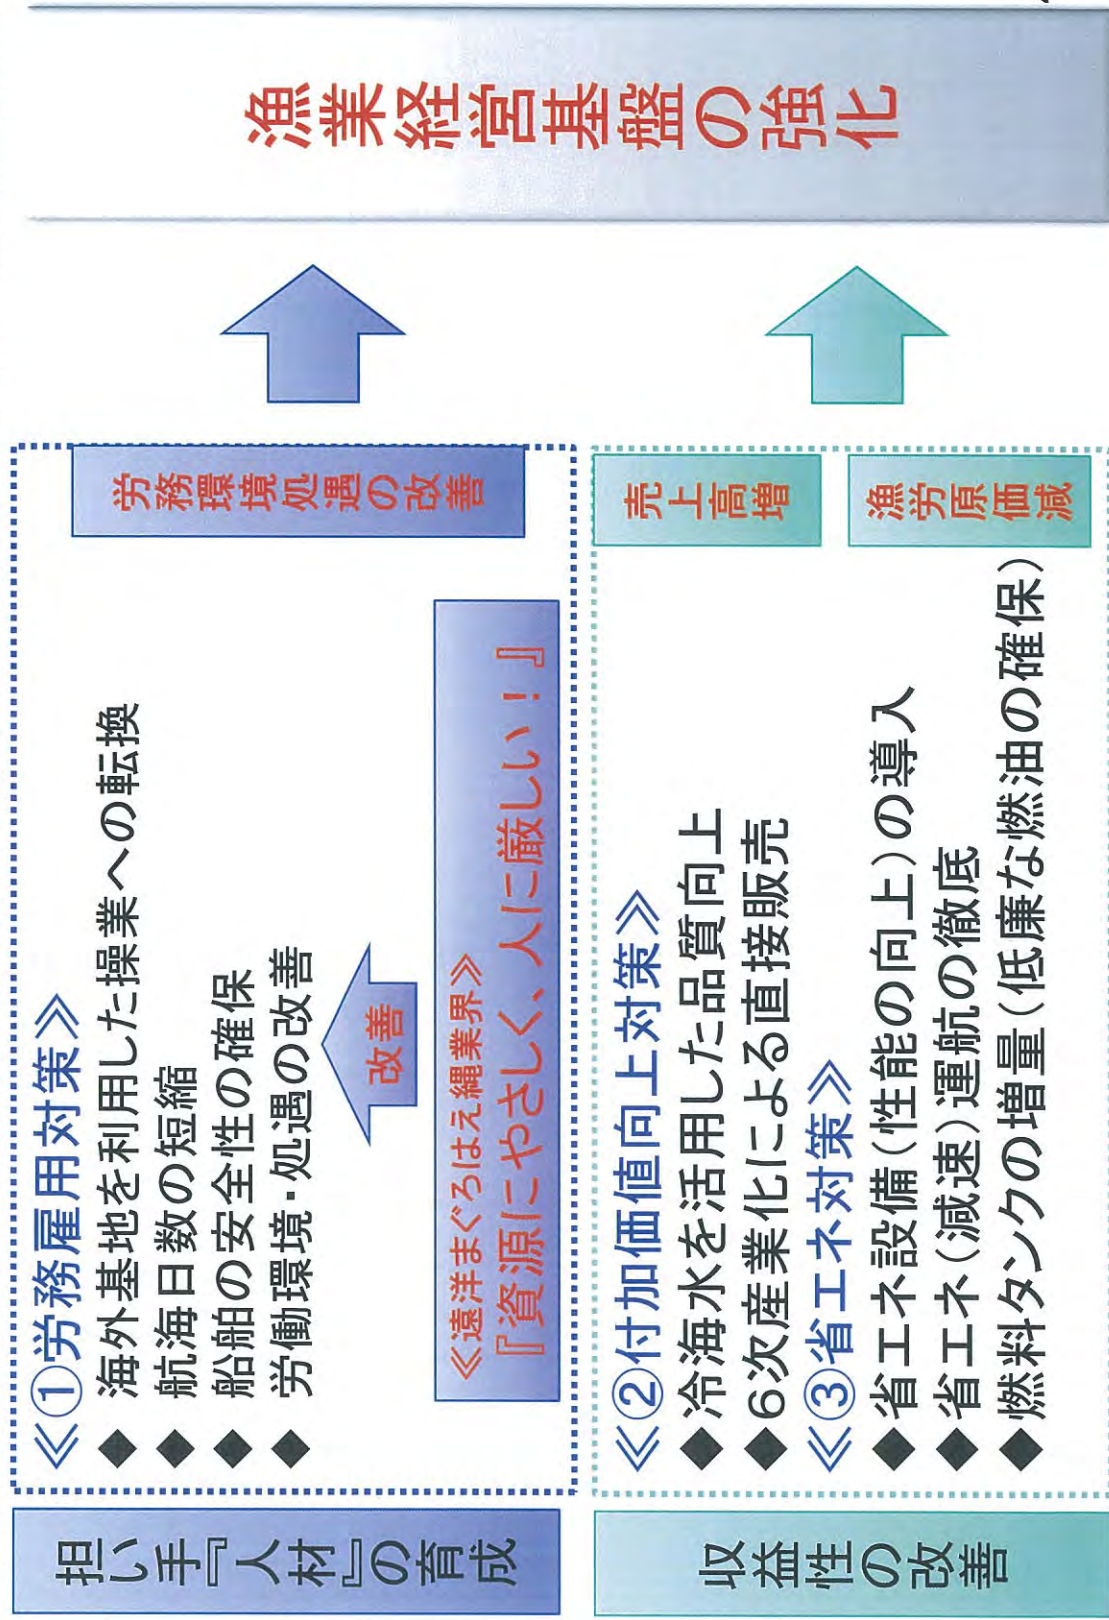 担い手『人材』の育成
≪①労務雇用対策≫
◆ 海外基地を利用した操業への転換
◆ 航海日数の短縮
◆ 船舶の安全性の確保
◆ 労働環境・処遇の改善
改善
≪遠洋まぐろはえ縄業界≫
『資源にやさしく、人に厳しい！』
労務環境処遇の改善
収益性の改善
≪②付加価値向上対策≫
◆冷海水を活用した品質向上
◆6次産業化による直接販売
≪③省エネ対策≫
◆省エネ設備(性能の向上)の導入
◆省エネ(減速)運航の徹底
◆燃料タンクの増量(低廉な燃油の確保)
売上高増
漁労原価減
漁業経営基盤の強化